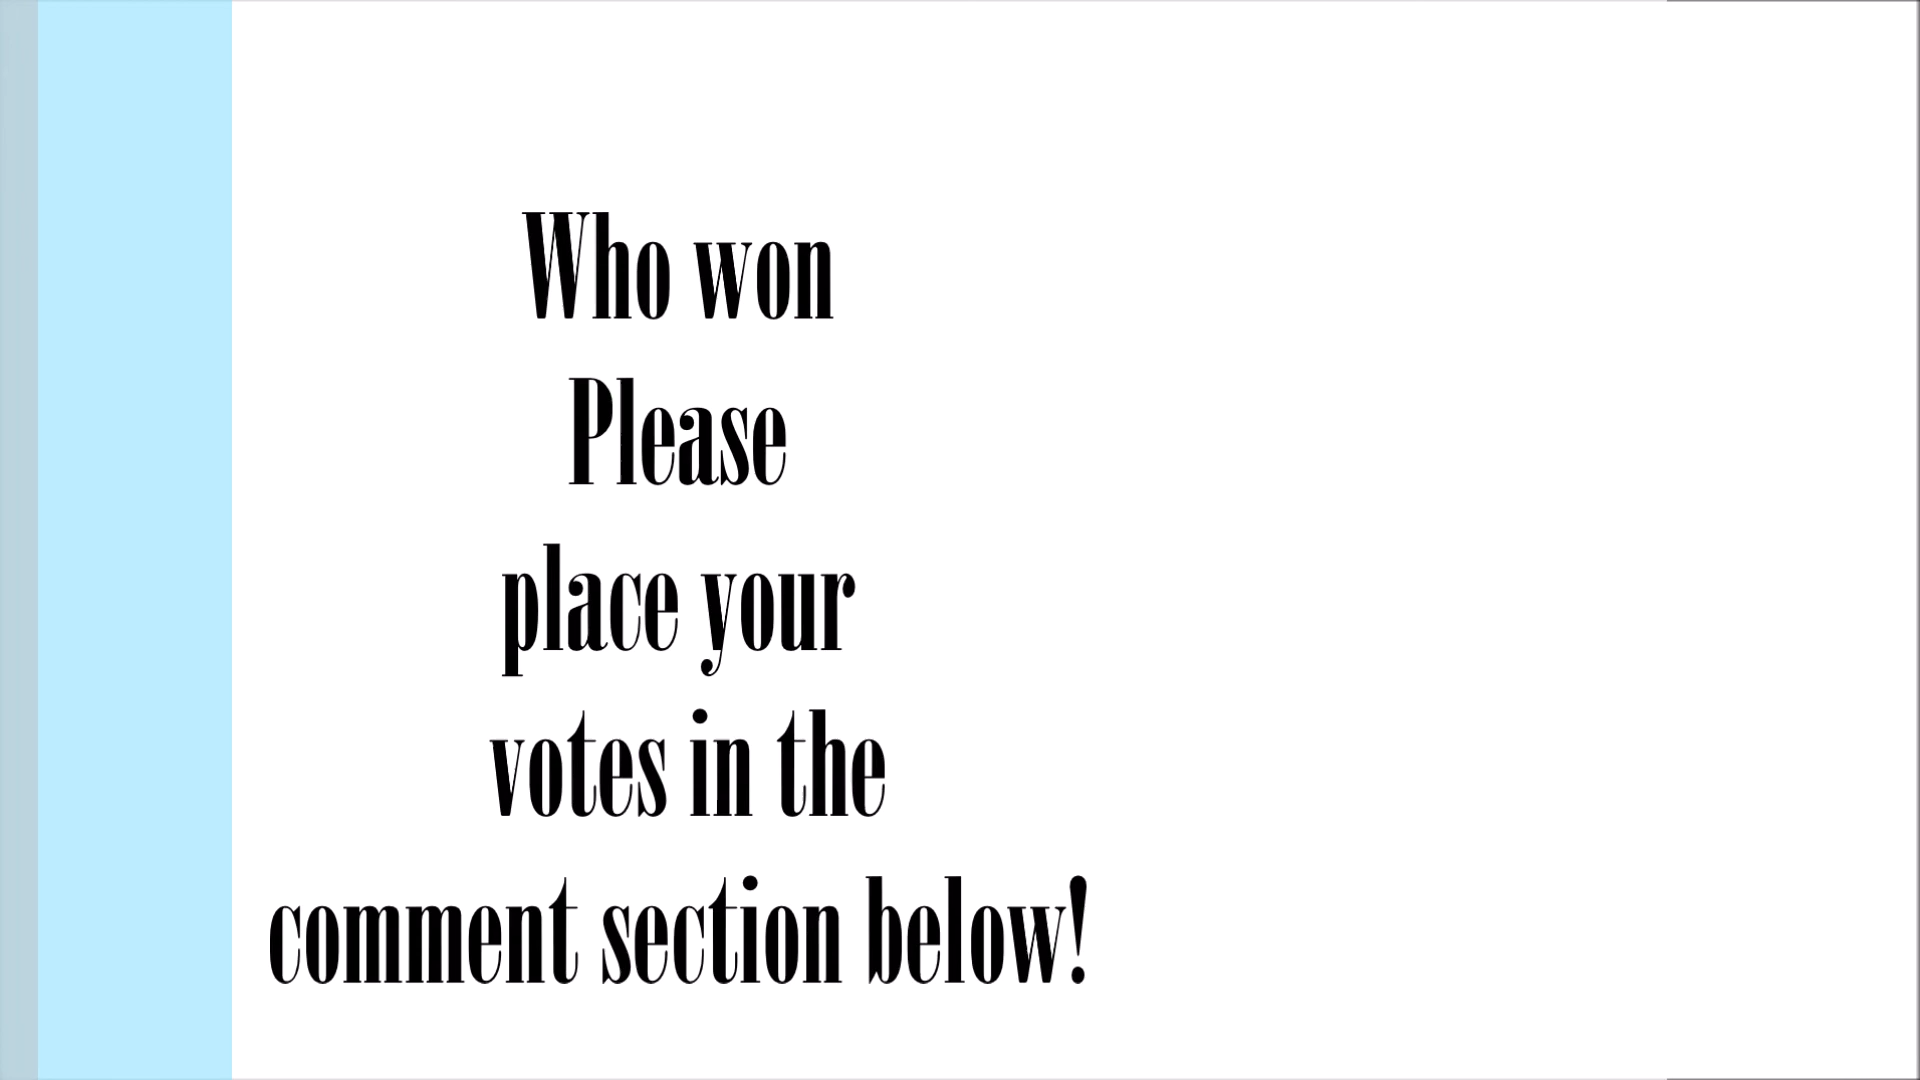 Who won
Please
place your
votes in the
comment section below!